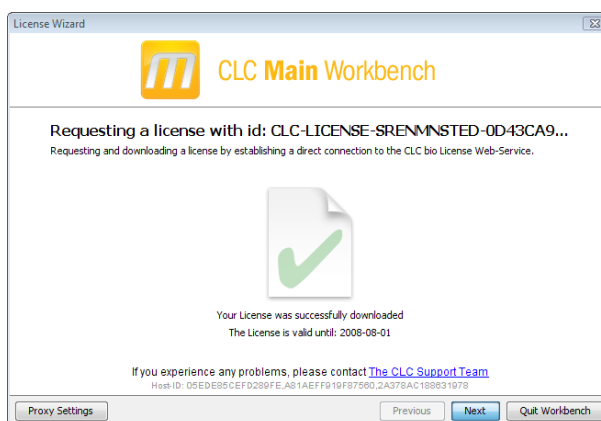 License Wizard
CLC Main Workbench
Requesting a license with id: CLC-LICENSE-SRENMNSTED-0D43CA9...
Requesting and downloading a license by establishing a direct connection to the CLC bio License Web-Service.
Your License was successfully downloaded
The License is valid until: 2008-08-01
If you experience any problems, please contact The CLC Support Team
Host-ID: D5EDE85CEFD289FE,A81AEFF919F87560,2A378AC188631978
Proxy Settings Previous Next Quit Workbench